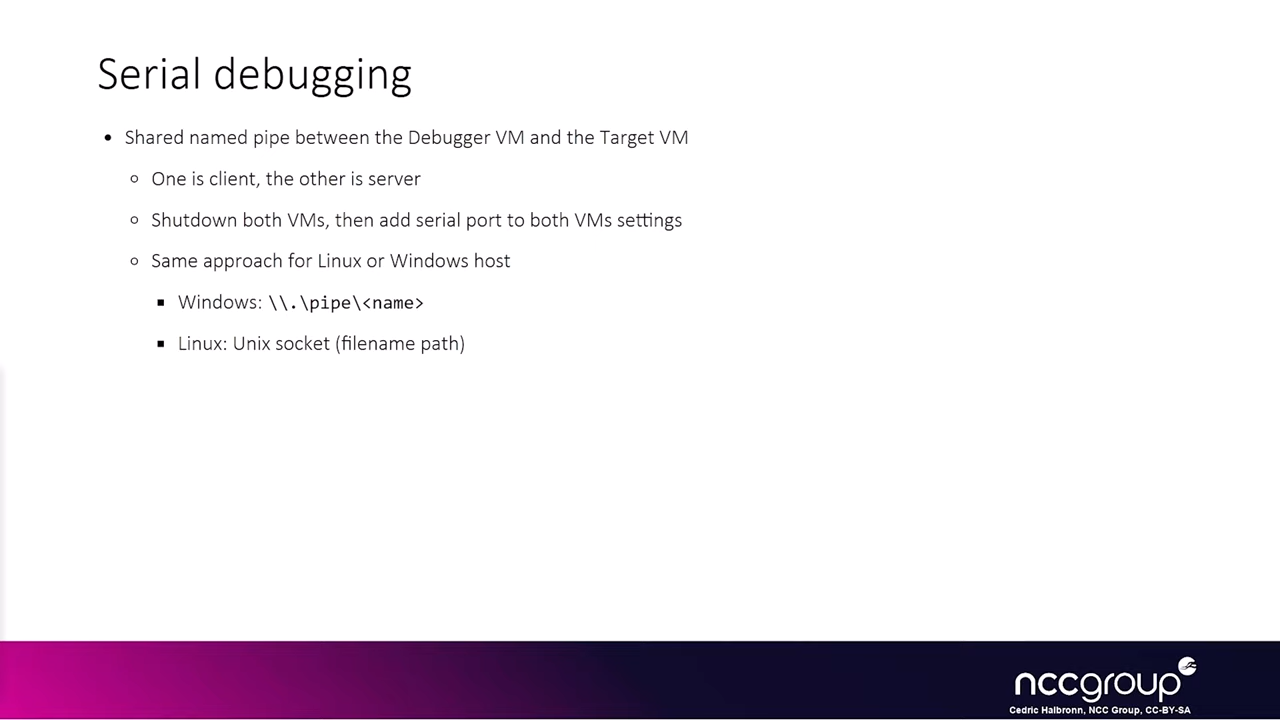 Serial debugging
• Shared named pipe between the Debugger VM and the Target VM
○ One is client, the other is server
○ Shutdown both VMs, then add serial port to both VMs settings
○ Same approach for Linux or Windows host
▪ Windows: \\.\pipe\<name>
▪ Linux: Unix socket (filename path)
nccgroup
Cedric Halbronn, NCC Group, CC-BY-SA